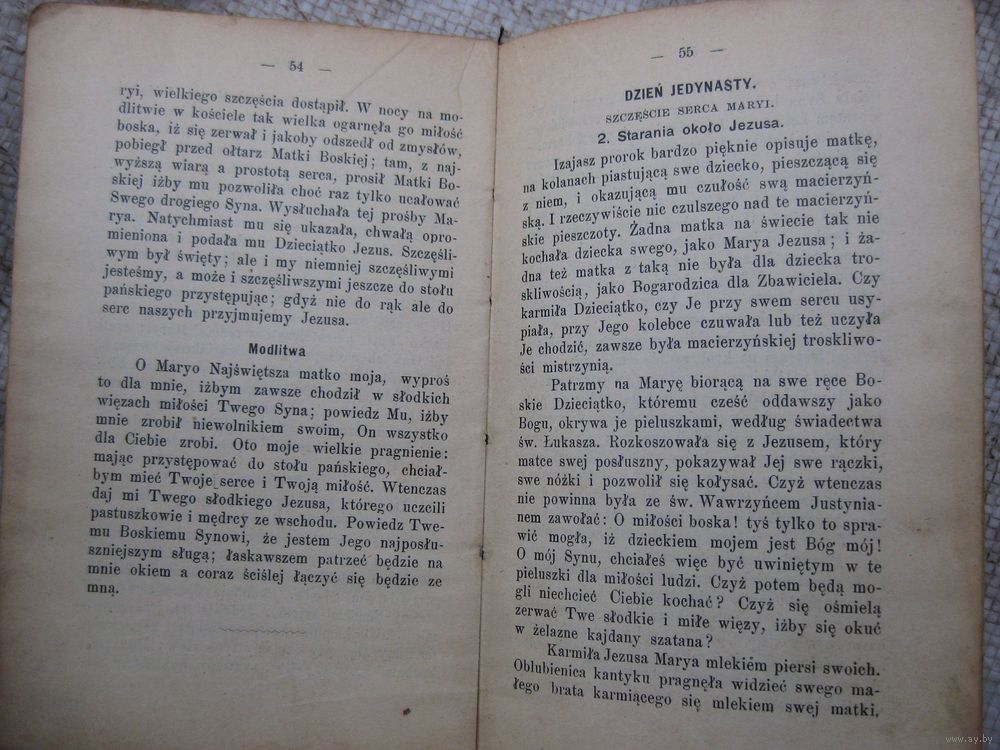 — 54 —
ryi, wielkiego szczęścia dostąpił. W nocy na mo-
dlitwie w kościele tak wielka ogarnęła go miłość
boska, iż się zerwał i jakoby odszedł od zmysłów,
pobiegł przed ołtarz Matki Boskiej; tam, z naj-
wyższą wiarą a prostotą serca, prosił Matki Bo-
skiej iżby mu pozwoliła choć raz tylko ucałować
Swego drogiego Syna. Wysłuchała tej prośby Ma-
rya. Natychmiast mu się ukazała, chwałą opro-
mieniona i podała mu Dzieciątko Jezus. Szczęśli-
wym był święty; ale i my niemniej szczęśliwymi
jesteśmy, a może i szczęśliwszymi jeszcze do stołu
pańskiego przystępując; gdyż nie do rąk ale do
serc naszych przyjmujemy Jezusa.
Modlitwa
O Maryo Najświętsza matko moja, wyproś
to dla mnie, iżbym zawsze chodził w słodkich
więzach miłości Twego Syna; powiedz Mu, iżby
mnie zrobił niewolnikiem swoim, On wszystko
dla Ciebie zrobi. Oto moje wielkie pragnienie:
mając przystępować do stołu pańskiego, chciał-
bym mieć Twoje serce i Twoją miłość. Wtenczas
daj mi Twego słodkiego Jezusa, którego uczcili
pastuszkowie i mędrcy ze wschodu. Powiedz Twe-
mu Boskiemu Synowi, że jestem Jego najposłu-
szniejszym sługą; łaskawszem patrzeć będzie na
mnie okiem a coraz ściślej łączyć się będzie ze
mną.
— 55 —
DZIEŃ JEDYNASTY.
SZCZĘŚCIE SERCA MARYI.
2. Starania około Jezusa.
Izajasz prorok bardzo pięknie opisuje matkę,
na kolanach piastującą swe dziecko, pieszczącą się
z niem, i okazującą mu czułość swą macierzyń-
ską. I rzeczywiście nic czulszego nad te macierzyń-
skie pieszczoty. Żadna matka na świecie tak nie
kochała dziecka swego, jako Marya Jezusa; i ża-
dna też matka z taką nie była dla dziecka tro-
skliwością, jako Bogarodzica dla Zbawiciela. Czy
karmiła Dzieciątko, czy Je przy swem sercu usy-
piała, przy Jego kolebce czuwała lub też uczyła
Je chodzić, zawsze była macierzyńskiej troskliwo-
ści mistrzynią.
Patrzmy na Maryę biorącą na swe ręce Bo-
skie Dzieciątko, któremu cześć oddawszy jako
Bogu, okrywa je pieluszkami, według świadectwa
św. Łukasza. Rozkoszowała się z Jezusem, który
matce swej posłuszny, pokazywał Jej swe rączki,
swe nóżki i pozwolił się kołysać. Czyż wtenczas
nie powinna była ze św. Wawrzyńcem Justynia-
nem zawołać: O miłości boska! tyś tylko to spra-
wić mogła, iż dzieckiem mojem jest Bóg mój!
O mój Synu, chciałeś więc być uwiniętym w te
pieluszki dla miłości ludzi. Czyż potem będą mo-
gli niechcieć Ciebie kochać? Czyż się ośmielą
zerwać Twe słodkie i miłe więzy, iżby się okuć
w żelazne kajdany szatana?
Karmiła Jezusa Marya mlekiem piersi swoich.
Oblubienica kantyku pragnęła widzieć swego ma-
łego brata karmiącego się mlekiem swej matki,
www.ay.by